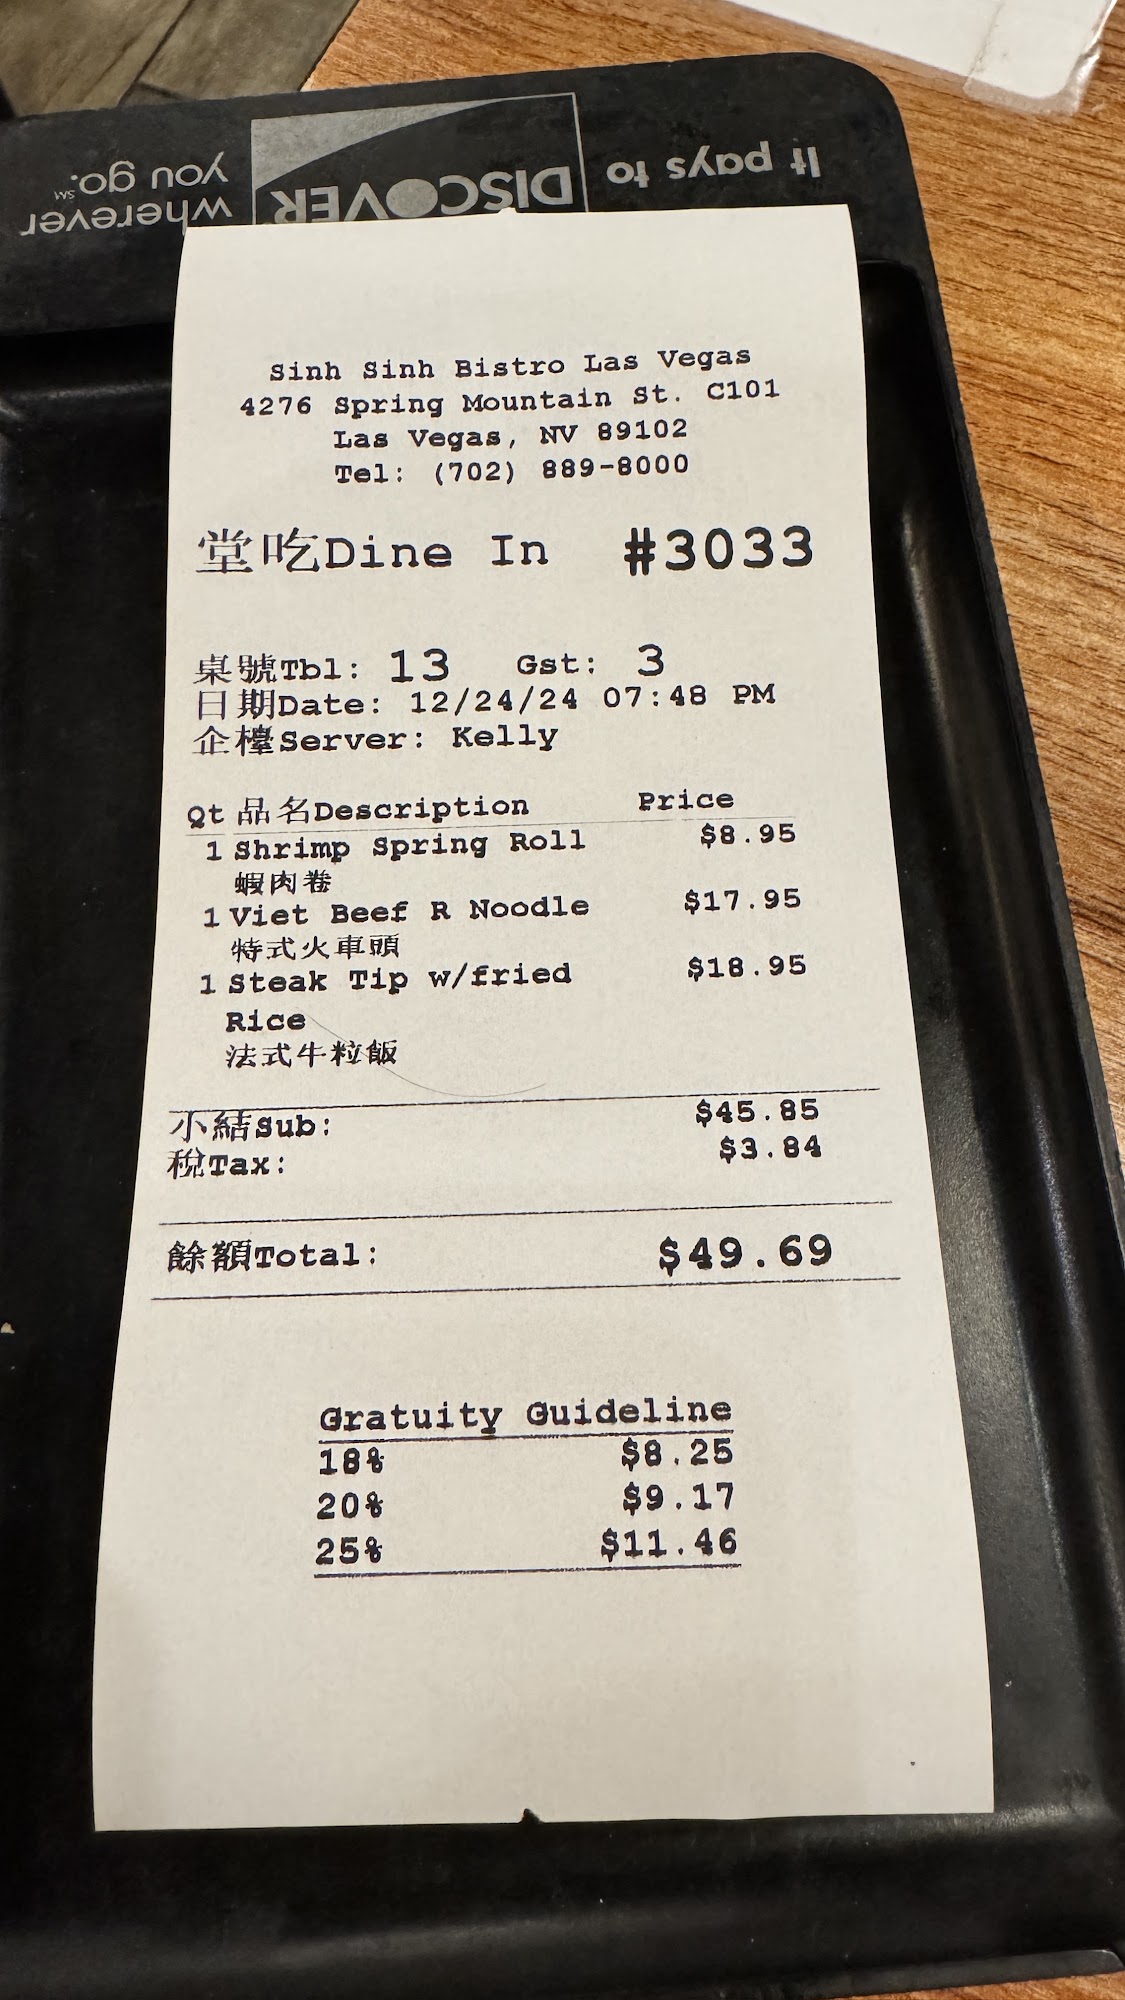 It pays to DISCOVER wherever
you go.℠
Sinh Sinh Bistro Las Vegas
4276 Spring Mountain St. C101
Las Vegas, NV 89102
Tel: (702) 889-8000
堂吃Dine In #3033
桌號Tbl: 13 Gst: 3
日期Date: 12/24/24 07:48 PM
企檯Server: Kelly
Qt 品名Description Price
1 Shrimp Spring Roll $8.95
蝦肉卷
1 Viet Beef R Noodle $17.95
特式火車頭
1 Steak Tip w/fried $18.95
Rice
法式牛粒飯
小結Sub: $45.85
稅Tax: $3.84
餘額Total: $49.69
Gratuity Guideline
18% $8.25
20% $9.17
25% $11.46